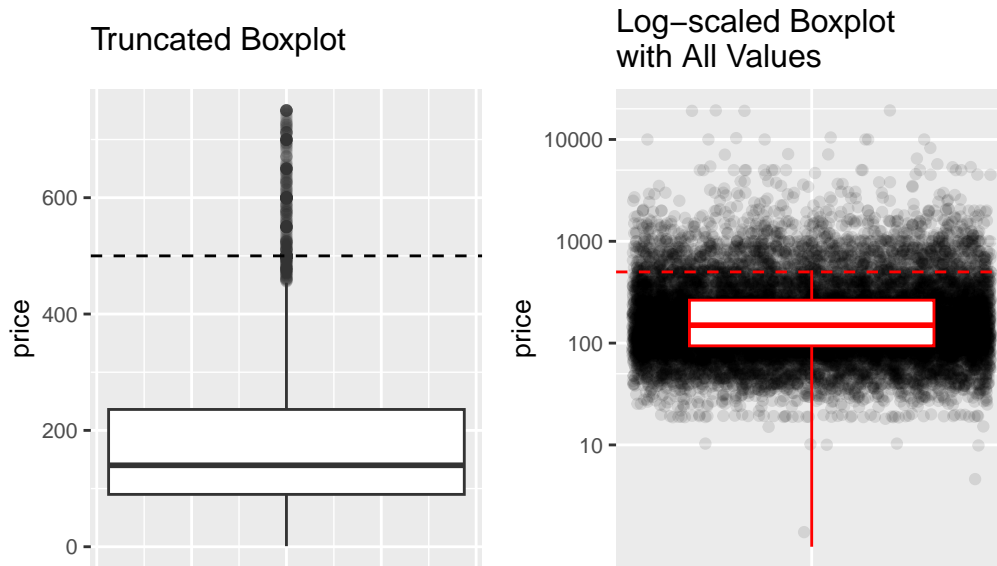 Truncated Boxplot
price
600
400
200
0
Log−scaled Boxplot
with All Values
price
10000
1000
100
10